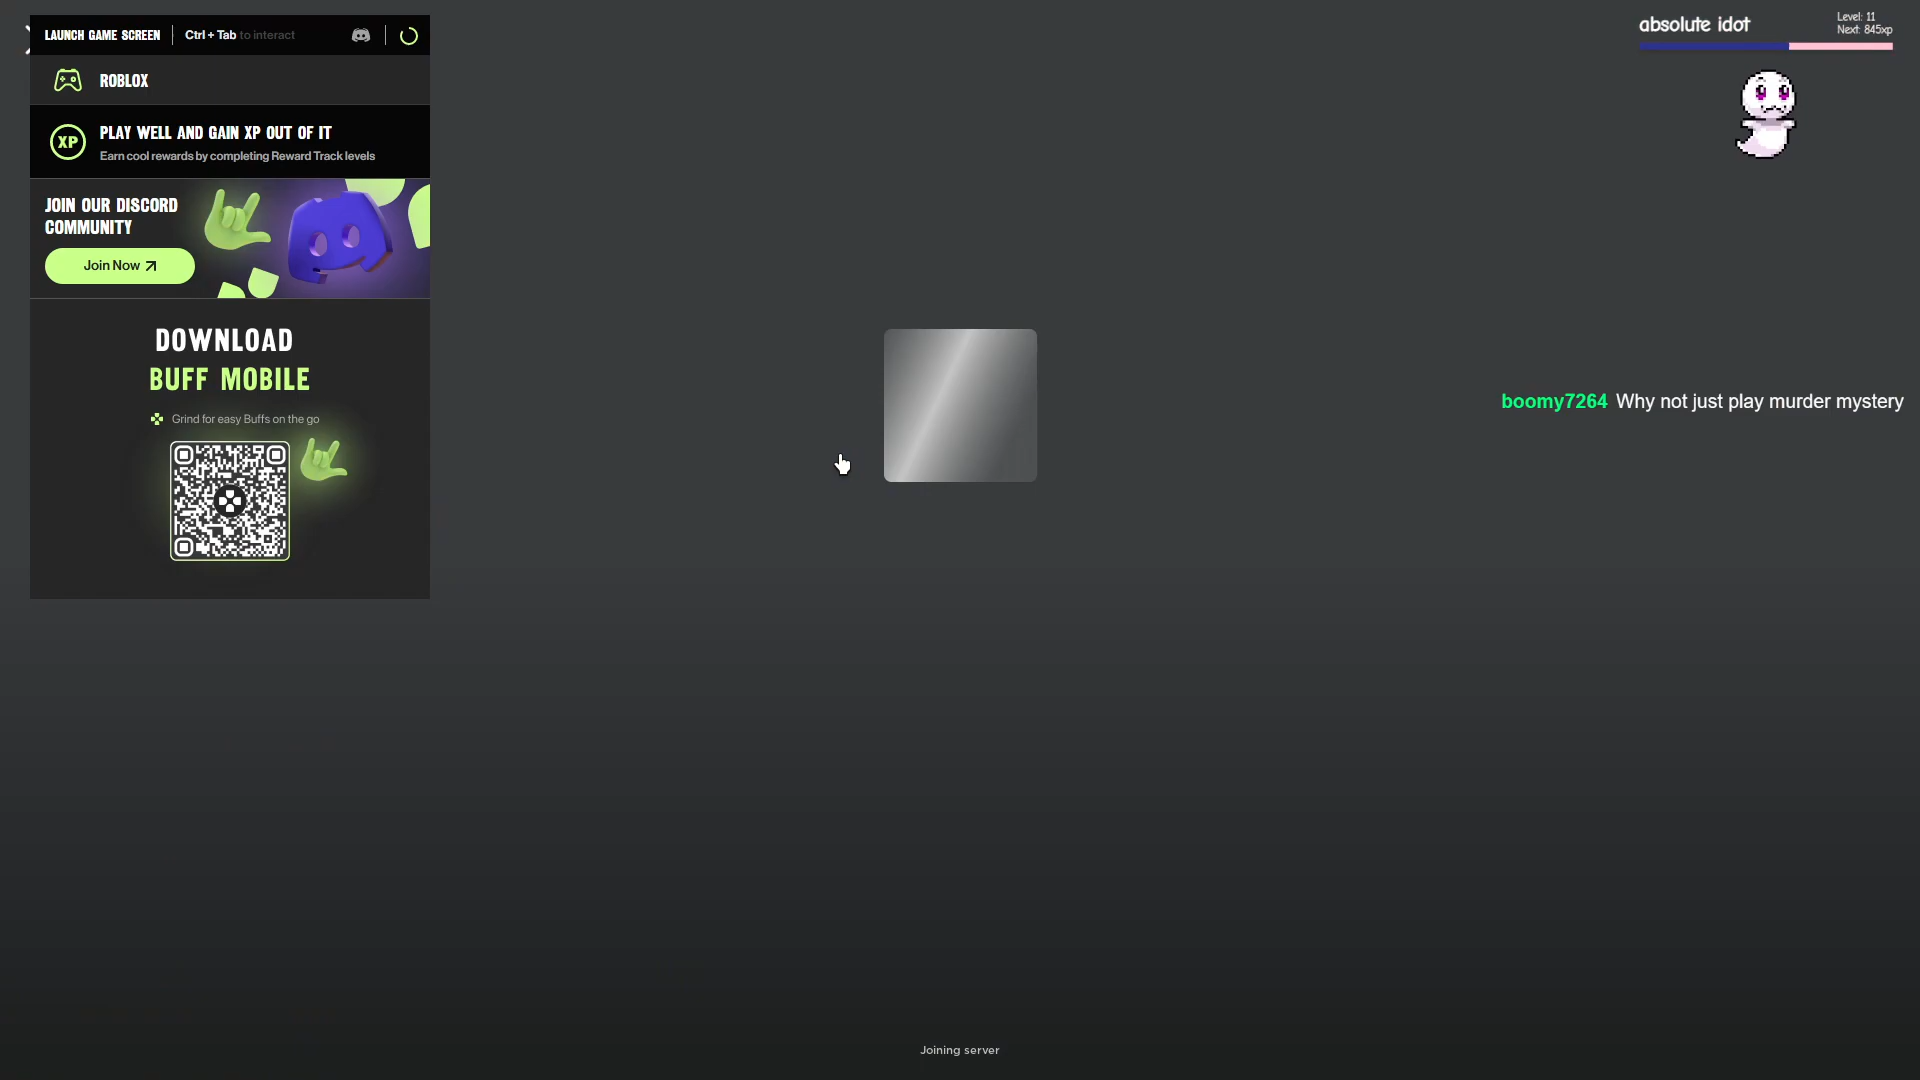 LAUNCH GAME SCREEN
Ctrl + Tab to interact
ROBLOX
XP
PLAY WELL AND GAIN XP OUT OF IT
Earn cool rewards by completing Reward Track levels
JOIN OUR DISCORD
COMMUNITY
Join Now
DOWNLOAD
BUFF MOBILE
Grind for easy Buffs on the go
absolute idot
Level: 11
Next: 845xp
boomy7264 Why not just play murder mystery
Joining server